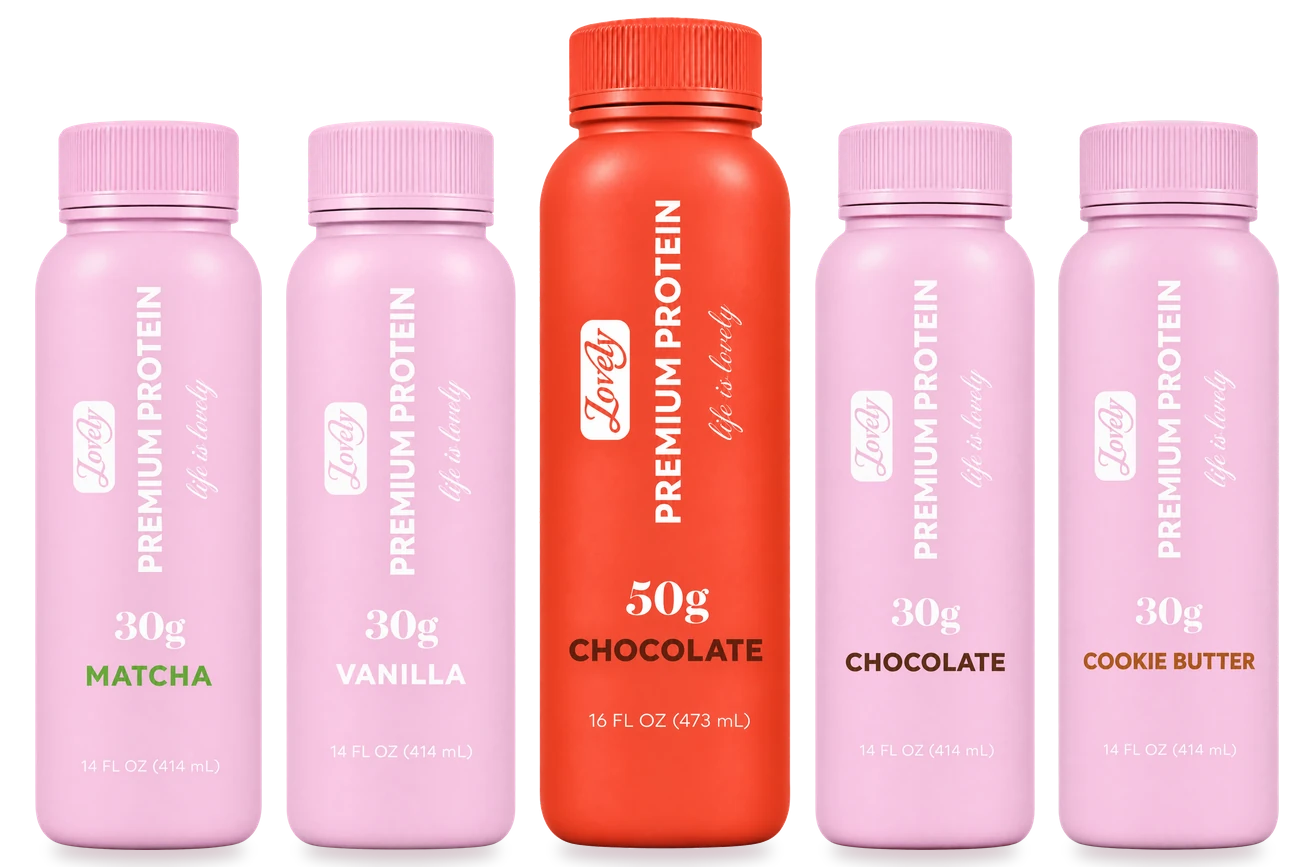 Lovely
PREMIUM PROTEIN
life is lovely
30g
MATCHA
14 FL OZ (414 mL)
Lovely
PREMIUM PROTEIN
life is lovely
30g
VANILLA
14 FL OZ (414 mL)
Lovely
PREMIUM PROTEIN
life is lovely
50g
CHOCOLATE
16 FL OZ (473 mL)
Lovely
PREMIUM PROTEIN
life is lovely
30g
CHOCOLATE
14 FL OZ (414 mL)
Lovely
PREMIUM PROTEIN
life is lovely
30g
COOKIE BUTTER
14 FL OZ (414 mL)